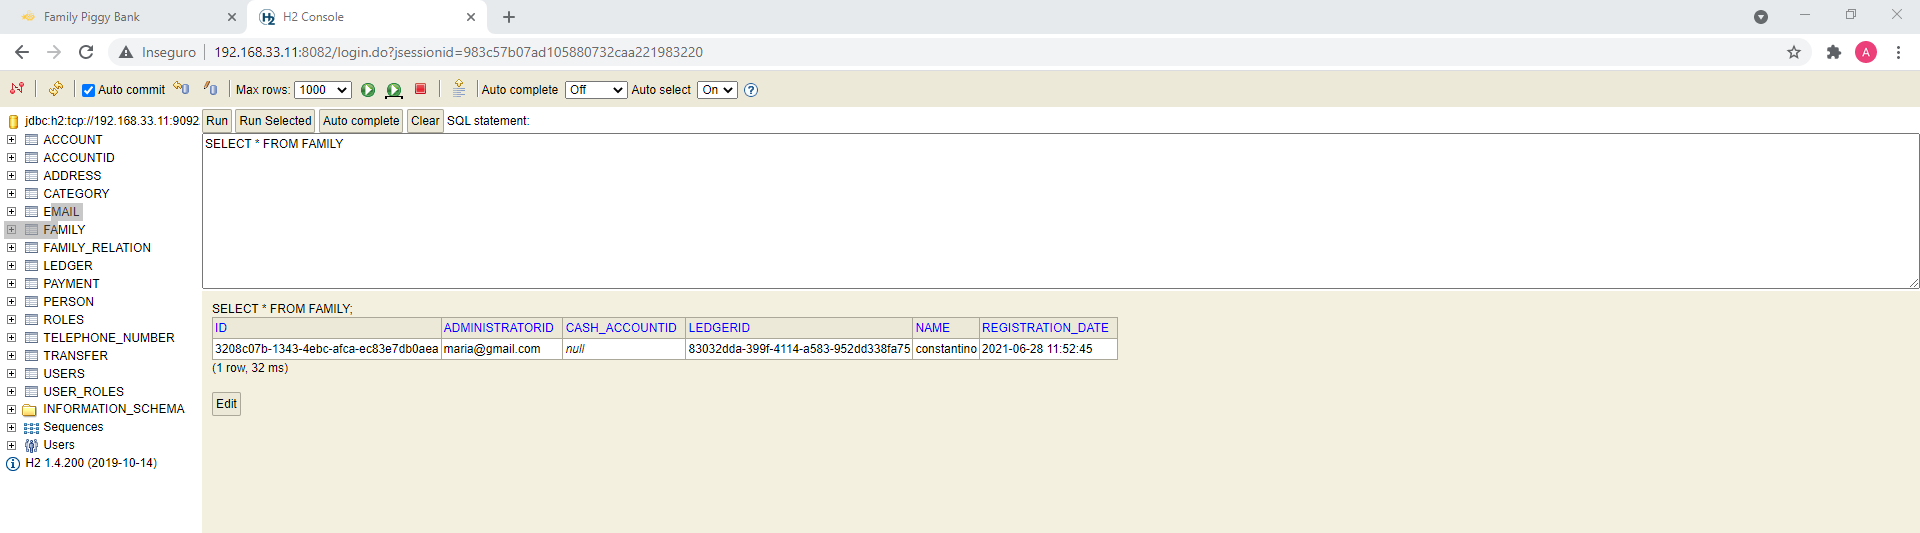 Family Piggy Bank
H2 Console
Inseguro 192.168.33.11:8082/login.do?jsessionid=983c57b07ad105880732caa221983220
A
Auto commit Max rows: 1000 Auto complete Off Auto select On ?
jdbc:h2:tcp://192.168.33.11:9092
ACCOUNT
ACCOUNTID
ADDRESS
CATEGORY
EMAIL
FAMILY
FAMILY_RELATION
LEDGER
PAYMENT
PERSON
ROLES
TELEPHONE_NUMBER
TRANSFER
USERS
USER_ROLES
INFORMATION_SCHEMA
Sequences
Users
H2 1.4.200 (2019-10-14)
Run Run Selected Auto complete Clear SQL statement:
SELECT * FROM FAMILY
SELECT * FROM FAMILY;
ID ADMINISTRATORID CASH_ACCOUNTID LEDGERID NAME REGISTRATION_DATE
3208c07b-1343-4ebc-afca-ec83e7db0aea maria@gmail.com null 83032dda-399f-4114-a583-952dd338fa75 constantino 2021-06-28 11:52:45
(1 row, 32 ms)
Edit